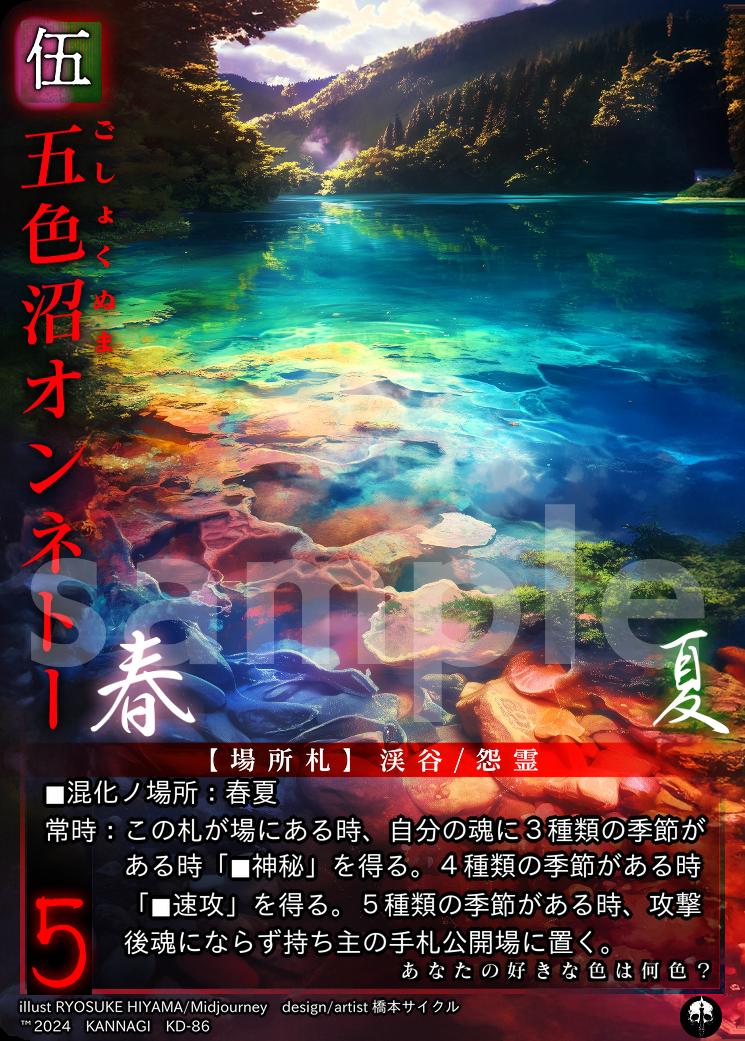 伍
五色沼オンネトー
ごしょくぬま
sample
春
夏
【場所札】渓谷/怨霊
■混化ノ場所：春夏
常時：この札が場にある時、自分の魂に３種類の季節が
ある時「■神秘」を得る。４種類の季節がある時
「■速攻」を得る。５種類の季節がある時、攻撃
後魂にならず持ち主の手札公開場に置く。
5
あなたの好きな色は何色？
illust RYOSUKE HIYAMA/Midjourney design/artist 橋本サイクル
™2024 KANNAGI KD-86